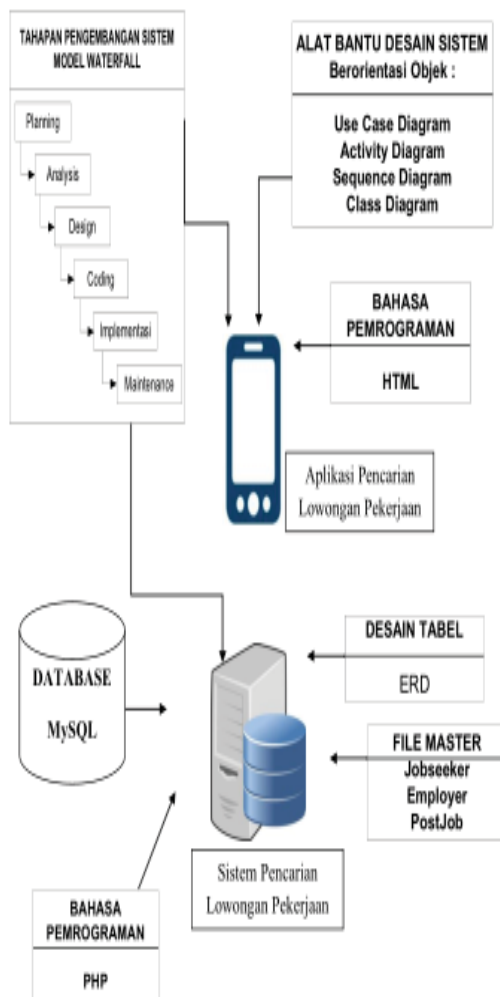 TAHAPAN PENGEMBANGAN SISTEM
MODEL WATERFALL
Planning
Analysis
Design
Coding
Implementasi
Maintenance
ALAT BANTU DESAIN SISTEM
Berorientasi Objek :
Use Case Diagram
Activity Diagram
Sequence Diagram
Class Diagram
BAHASA
PEMROGRAMAN
HTML
Aplikasi Pencarian
Lowongan Pekerjaan
DATABASE
MySQL
DESAIN TABEL
ERD
FILE MASTER
Jobseeker
Employer
PostJob
Sistem Pencarian
Lowongan Pekerjaan
BAHASA
PEMROGRAMAN
PHP